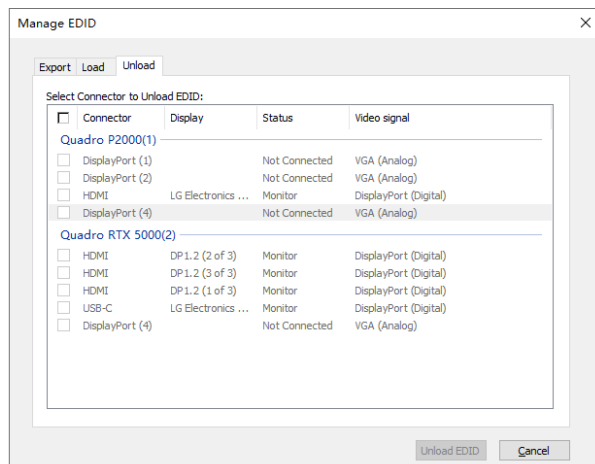 Manage EDID
Export Load Unload
Select Connector to Unload EDID:
Connector Display Status Video signal
Quadro P2000(1)
DisplayPort (1) Not Connected VGA (Analog)
DisplayPort (2) Not Connected VGA (Analog)
HDMI LG Electronics ... Monitor DisplayPort (Digital)
DisplayPort (4) Not Connected VGA (Analog)
Quadro RTX 5000(2)
HDMI DP1.2 (2 of 3) Monitor DisplayPort (Digital)
HDMI DP1.2 (3 of 3) Monitor DisplayPort (Digital)
HDMI DP1.2 (1 of 3) Monitor DisplayPort (Digital)
USB-C LG Electronics ... Monitor DisplayPort (Digital)
DisplayPort (4) Not Connected VGA (Analog)
Unload EDID Cancel